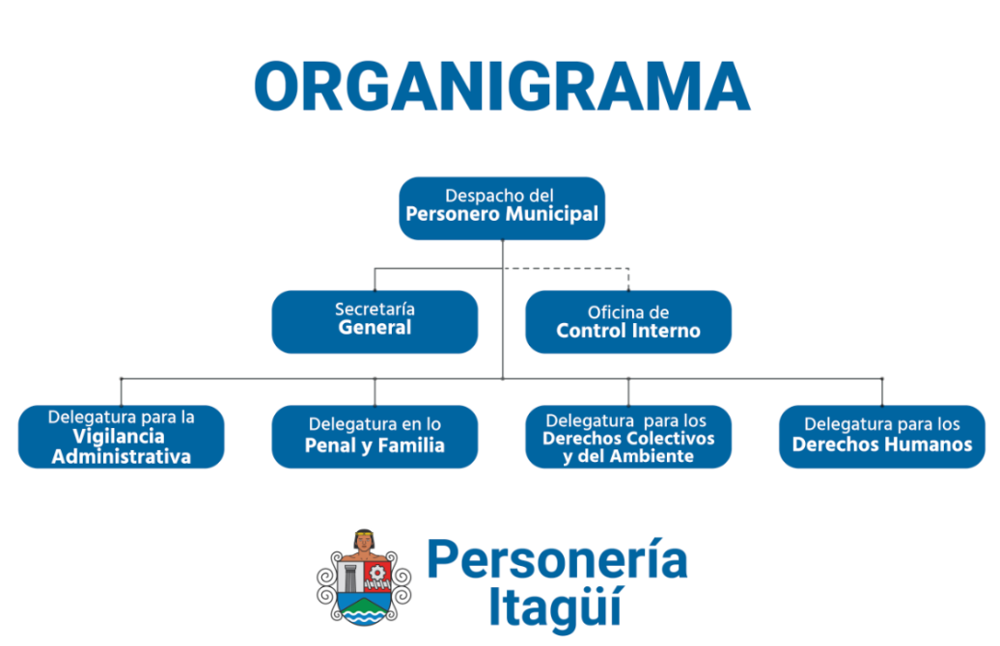 ORGANIGRAMA
Despacho del
Personero Municipal
Secretaría
General
Oficina de
Control Interno
Delegatura para la
Vigilancia
Administrativa
Delegatura en lo
Penal y Familia
Delegatura para los
Derechos Colectivos
y del Ambiente
Delegatura para los
Derechos Humanos
Personería
Itagüí